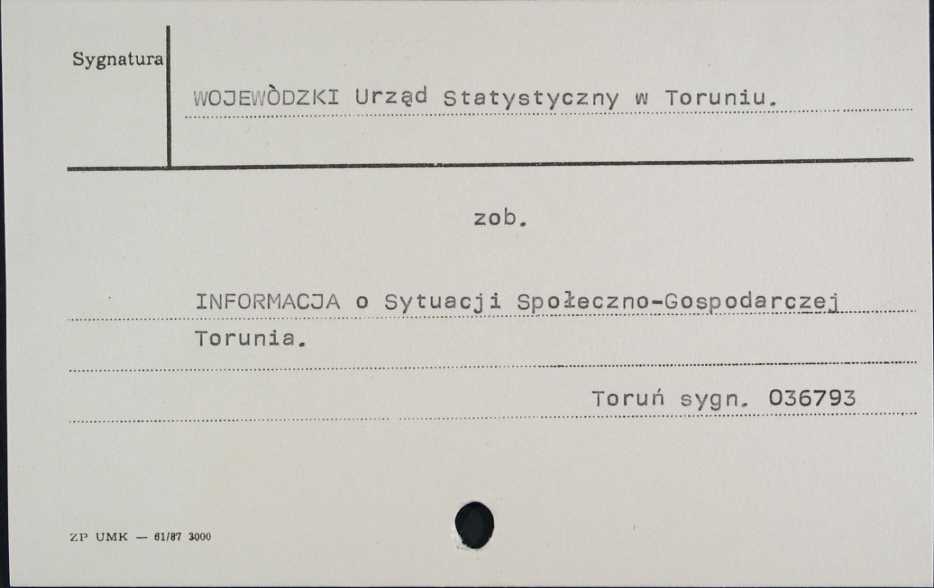 Sygnatura
WOJEWÒDZKI Urząd Statystyczny w Toruniu.
zob.
INFORMACJA o Sytuacji Społeczno-Gospodarczej
Torunia.
Toruń sygn. 036793
ZP UMK — 61/87 3000